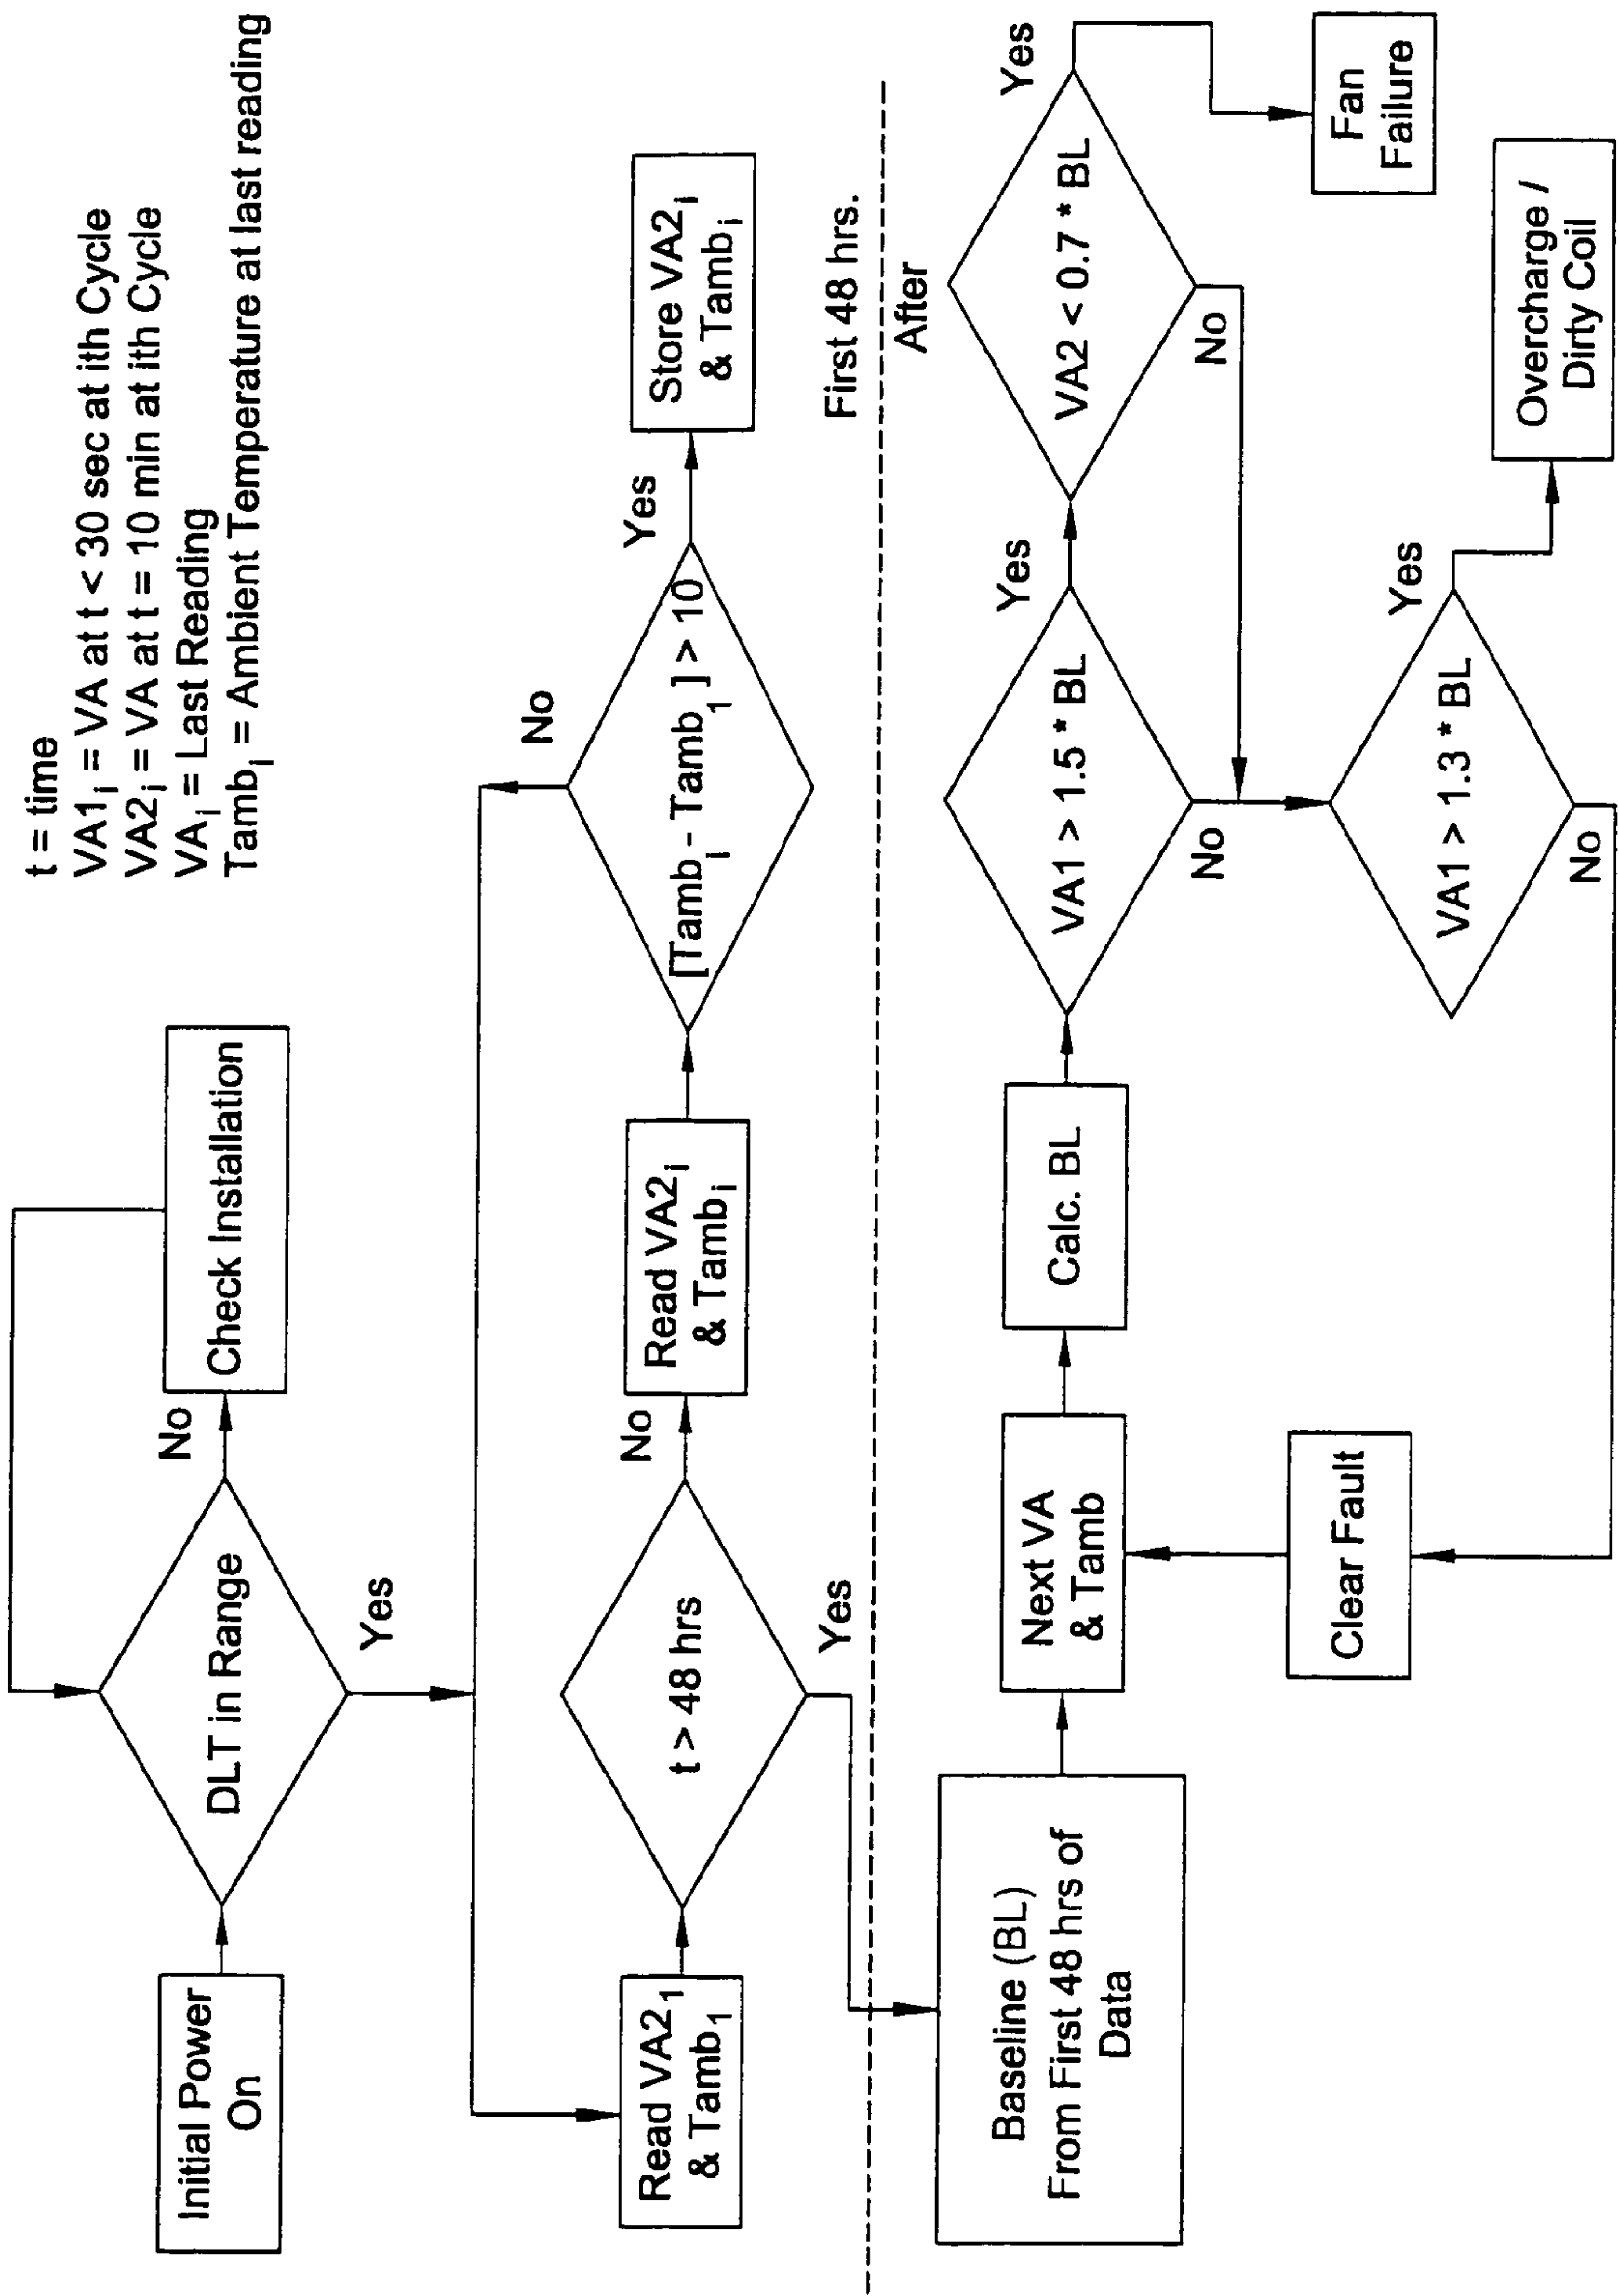 t = time
VA1i = VA at t < 30 sec at ith Cycle
VA2i = VA at t = 10 min at ith Cycle
VAi = Last Reading
Tambi = Ambient Temperature at last reading
Initial Power
On
DLT in Range
No
Check Installation
Yes
Read VA2₁
& Tamb₁
t > 48 hrs
No
Read VA2i
& Tambi
[Tambi - Tamb₁ ] > 10
No
Yes
Store VA2i
& Tambi
Yes
First 48 hrs.
After
Baseline (BL)
From First 48 hrs of
Data
Next VA
& Tamb
Calc. BL
VA1 > 1.5 * BL
Yes
No
VA2 < 0.7 * BL
Yes
No
Fan
Failure
Clear Fault
VA1 > 1.3 * BL
Yes
No
Overcharge /
Dirty Coil